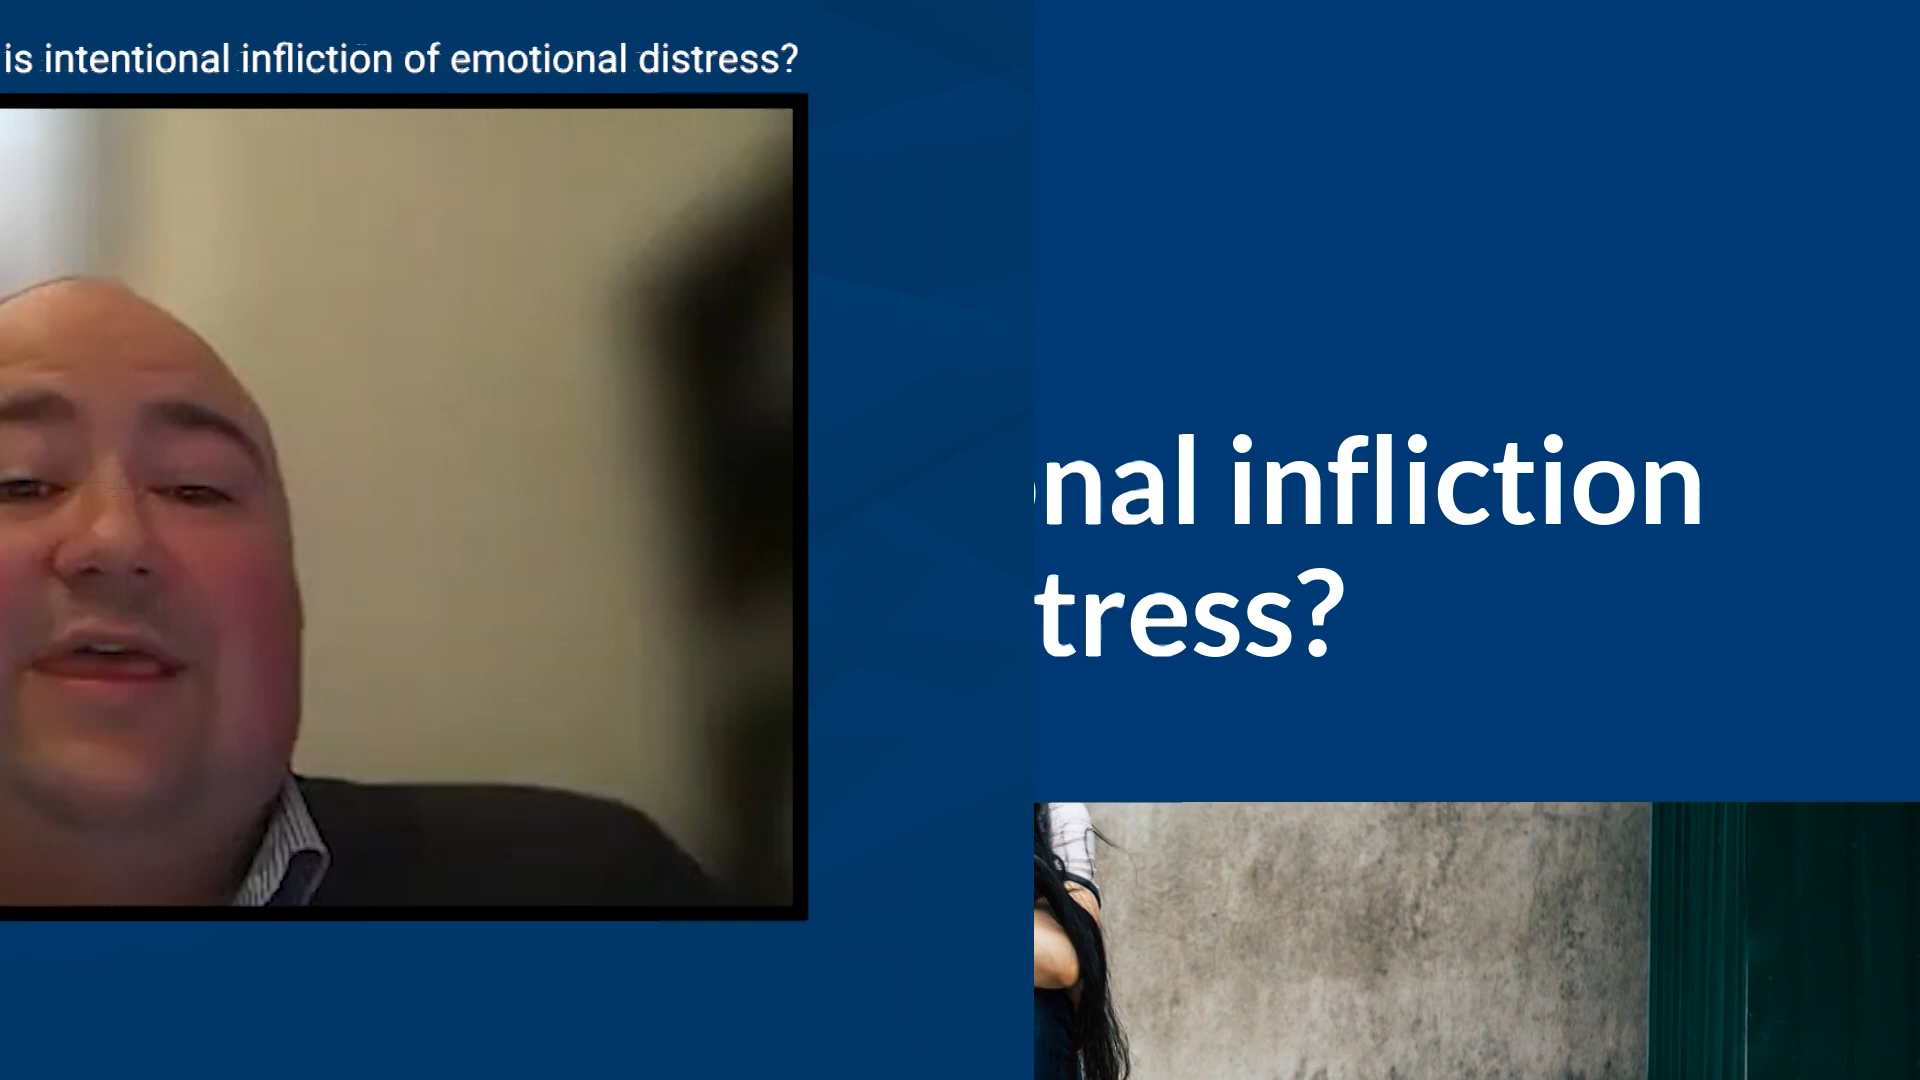 is intentional infliction of emotional distress?
nal infliction
tress?